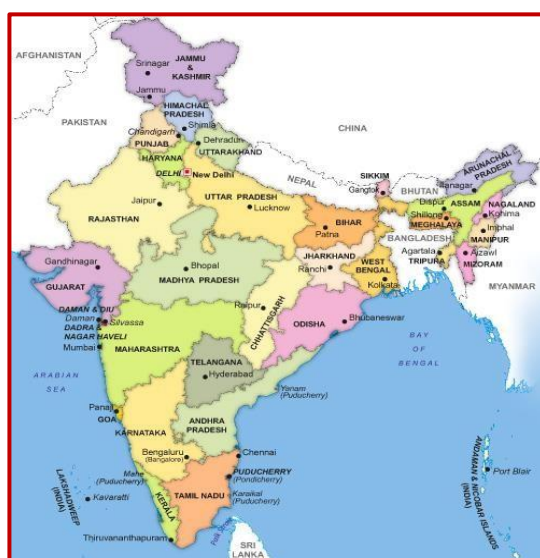 AFGHANISTAN
JAMMU
&
KASHMIR
Srinagar
Jammu
HIMACHAL
PRADESH
Shimla
PAKISTAN
Chandigarh
PUNJAB
Dehradun
UTTARAKHAND
CHINA
HARYANA
DELHI
New Delhi
NEPAL
SIKKIM
Gangtok
BHUTAN
ARUNACHAL
PRADESH
Itanagar
Jaipur
RAJASTHAN
UTTAR PRADESH
Lucknow
Dispur
ASSAM
NAGALAND
Kohima
Shillong
MEGHALAYA
Imphal
MANIPUR
BIHAR
Patna
BANGLADESH
Agartala
TRIPURA
Aizawl
MIZORAM
Gandhinagar
GUJARAT
Bhopal
MADHYA PRADESH
JHARKHAND
Ranchi
WEST
BENGAL
Kolkata
MYANMAR
DAMAN & DIU
Daman
DADRA &
NAGAR HAVELI
Silvassa
Raipur
CHHATTISGARH
ODISHA
Bhubaneswar
Mumbai
MAHARASHTRA
TELANGANA
Hyderabad
BAY
OF
BENGAL
ARABIAN
SEA
Yanam
(Puducherry)
Panaji
GOA
KARNATAKA
ANDHRA
PRADESH
Bengaluru
(Bangalore)
Chennai
Mahe
(Puducherry)
PUDUCHERRY
(Pondicherry)
Karaikal
(Puducherry)
TAMIL NADU
KERALA
LAKSHADWEEP
(INDIA)
Kavaratti
Thiruvananthapuram
SRI
LANKA
ANDAMAN & NICOBAR ISLANDS
(INDIA)
Port Blair